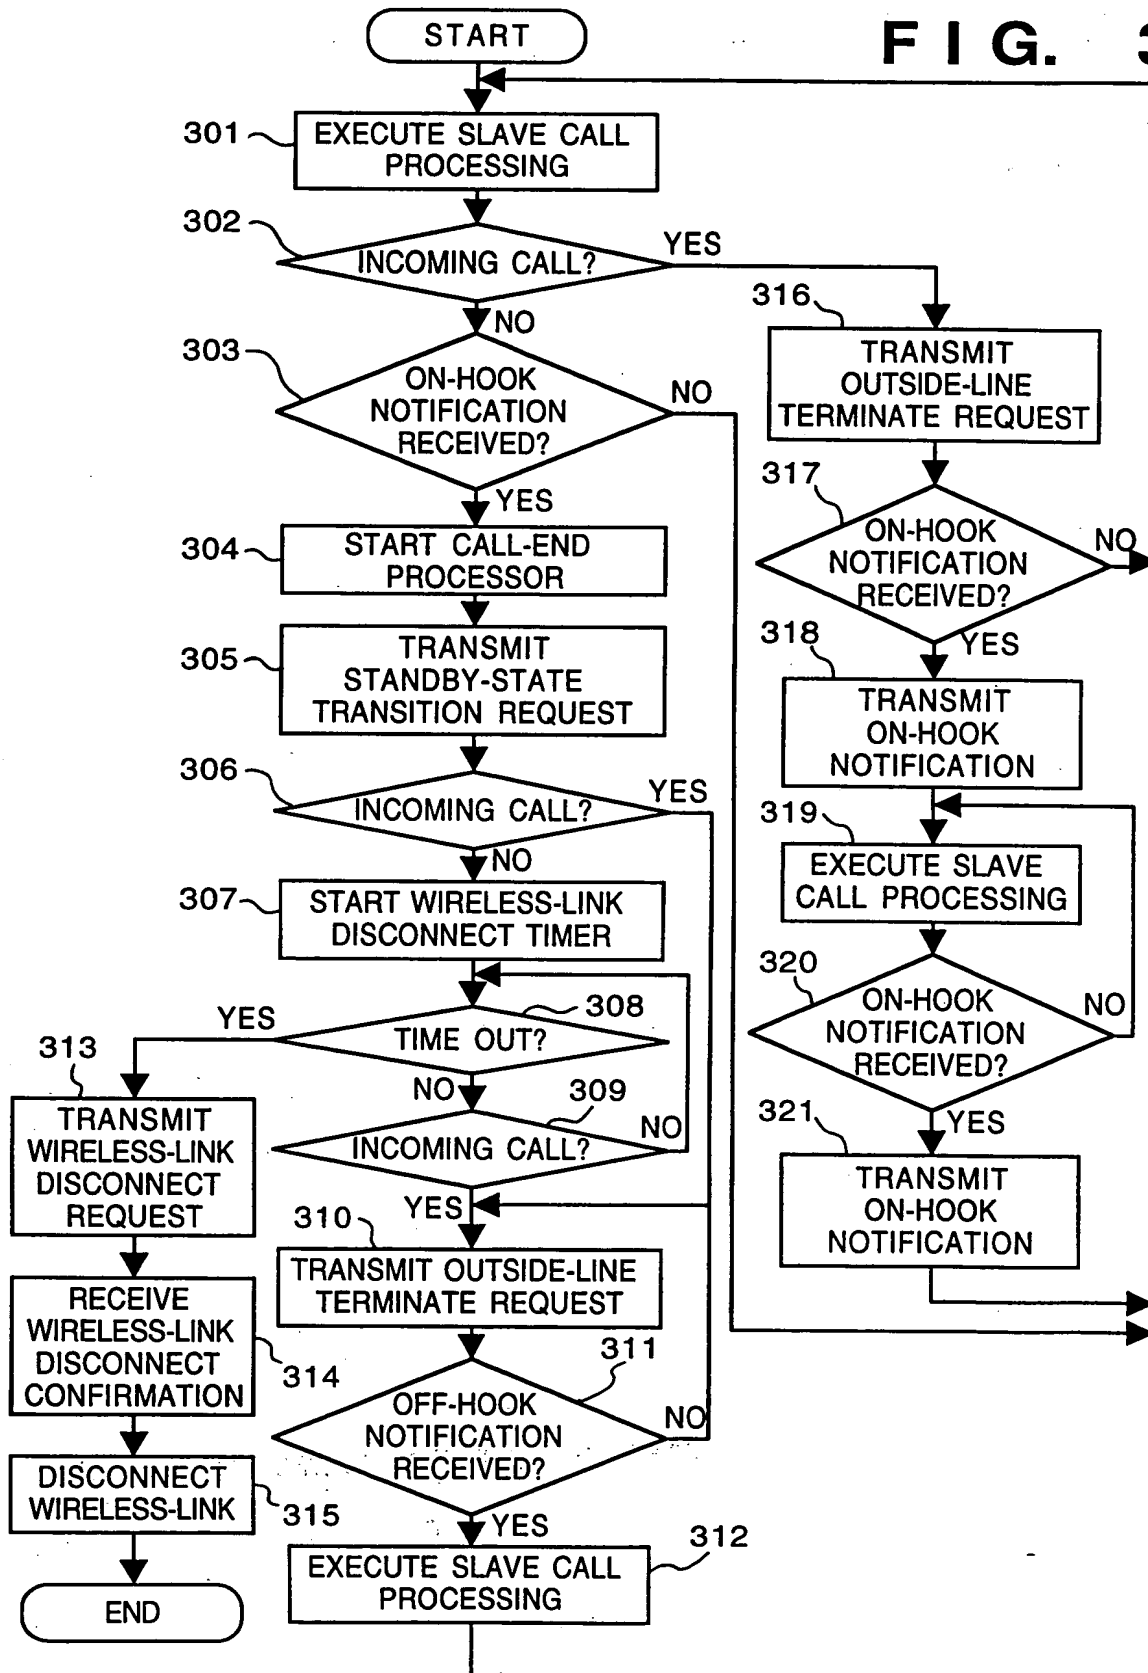 START
FIG. 3
301
EXECUTE SLAVE CALL
PROCESSING
302
INCOMING CALL?
YES
NO
303
ON-HOOK
NOTIFICATION
RECEIVED?
NO
YES
304
START CALL-END
PROCESSOR
305
TRANSMIT
STANDBY-STATE
TRANSITION REQUEST
306
INCOMING CALL?
YES
NO
307
START WIRELESS-LINK
DISCONNECT TIMER
308
TIME OUT?
YES
NO
309
INCOMING CALL?
NO
YES
310
TRANSMIT OUTSIDE-LINE
TERMINATE REQUEST
311
OFF-HOOK
NOTIFICATION
RECEIVED?
NO
YES
312
EXECUTE SLAVE CALL
PROCESSING
313
TRANSMIT
WIRELESS-LINK
DISCONNECT
REQUEST
RECEIVE
WIRELESS-LINK
DISCONNECT
CONFIRMATION
314
DISCONNECT
WIRELESS-LINK
315
END
316
TRANSMIT
OUTSIDE-LINE
TERMINATE REQUEST
317
ON-HOOK
NOTIFICATION
RECEIVED?
NO
YES
318
TRANSMIT
ON-HOOK
NOTIFICATION
319
EXECUTE SLAVE
CALL PROCESSING
320
ON-HOOK
NOTIFICATION
RECEIVED?
NO
YES
321
TRANSMIT
ON-HOOK
NOTIFICATION